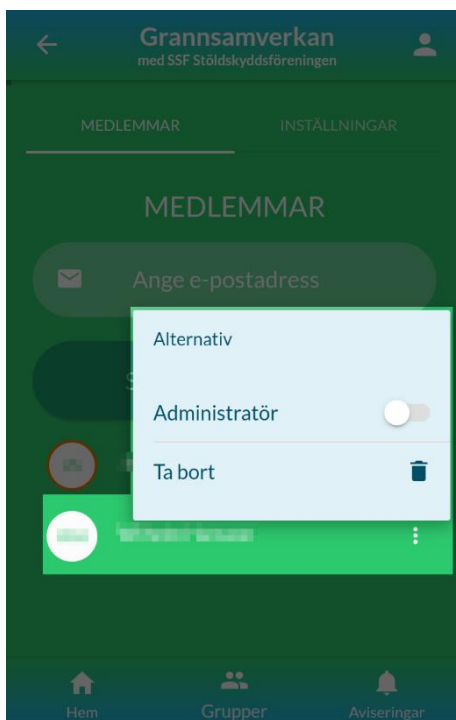 Grannsamverkan
med SSF Stöldskyddsföreningen
MEDLEMMAR
INSTÄLLNINGAR
MEDLEMMAR
Ange e-postadress
Alternativ
Administratör
Ta bort
Hem
Grupper
Aviseringar